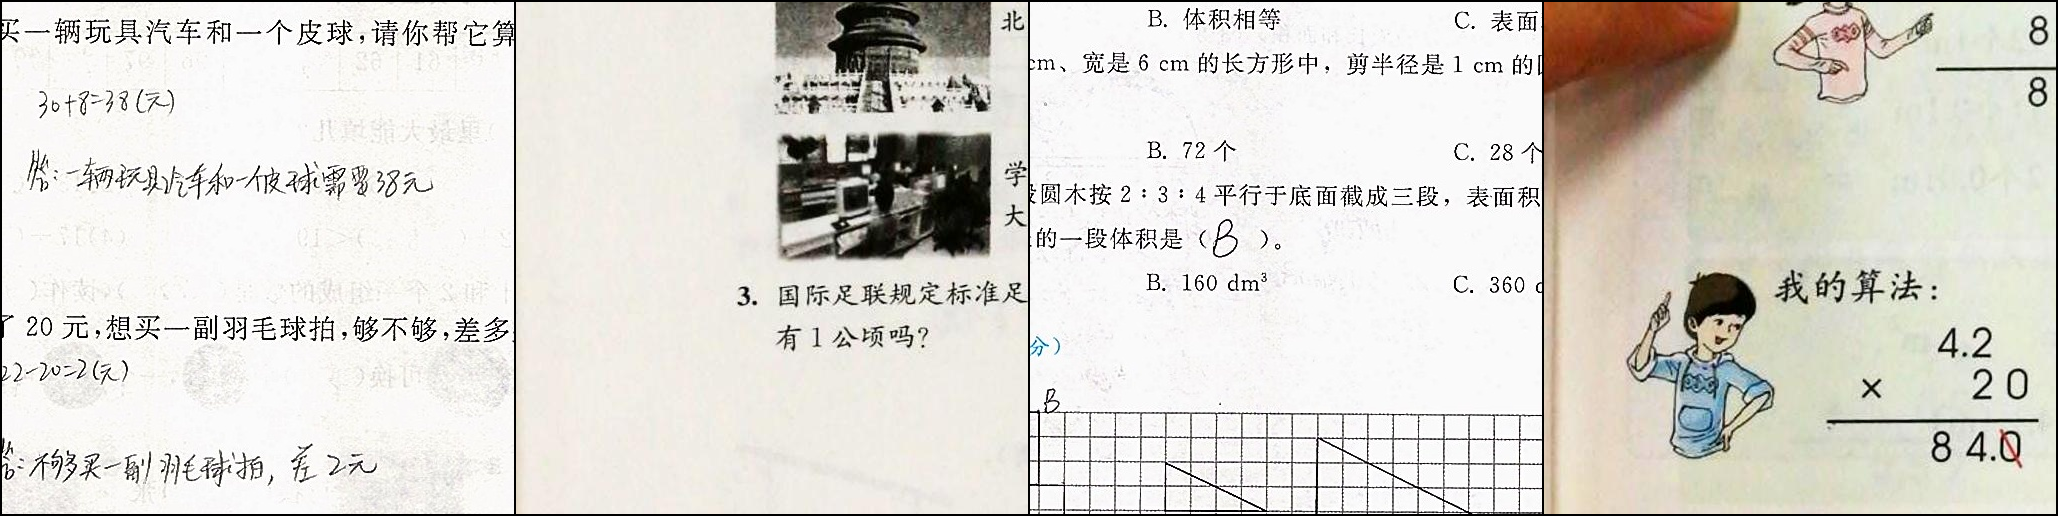 买一辆玩具汽车和一个皮球,请你帮它算
30+8=38(元)
答:一辆玩具汽车和一个皮球需要38元
了 20 元,想买一副羽毛球拍,够不够,差多
22-20=2(元)
答:不够买一副羽毛球拍,差2元
北
学
大
3. 国际足联规定标准足
有1公顷吗?
B. 体积相等
C. 表面
cm、宽是 6 cm 的长方形中,剪半径是 1 cm 的
B. 72 个
C. 28 个
圆木按 2∶3∶4 平行于底面截成三段,表面积
的一段体积是(B)。
B. 160 dm³
C. 360
分)
B
8
8
我的算法:
4.2
× 20
84.0